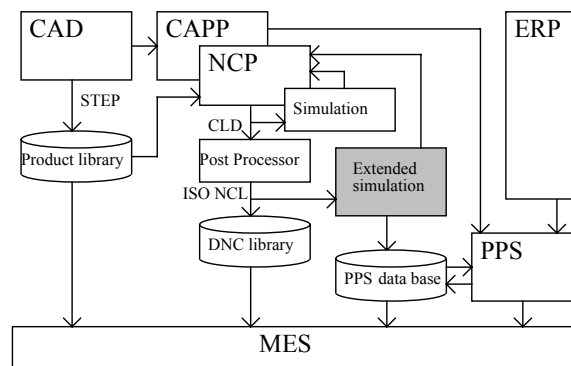 CAD
CAPP
ERP
NCP
STEP
Simulation
CLD
Product library
Post Processor
Extended
simulation
ISO NCL
DNC library
PPS
PPS data base
MES